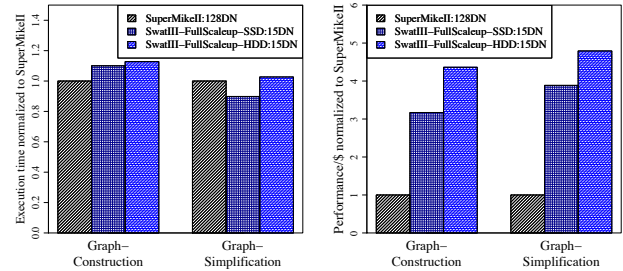 Execution time normalized to SuperMikeII
0.0 0.2 0.4 0.6 0.8 1.0 1.2 1.4
SuperMikeII:128DN
SwatIII–FullScaleup–SSD:15DN
SwatIII–FullScaleup–HDD:15DN
Graph–
Construction
Graph–
Simplification
Performance/$ normalized to SuperMikeII
0 1 2 3 4 5 6
SuperMikeII:128DN
SwatIII–FullScaleup–SSD:15DN
SwatIII–FullScaleup–HDD:15DN
Graph–
Construction
Graph–
Simplification